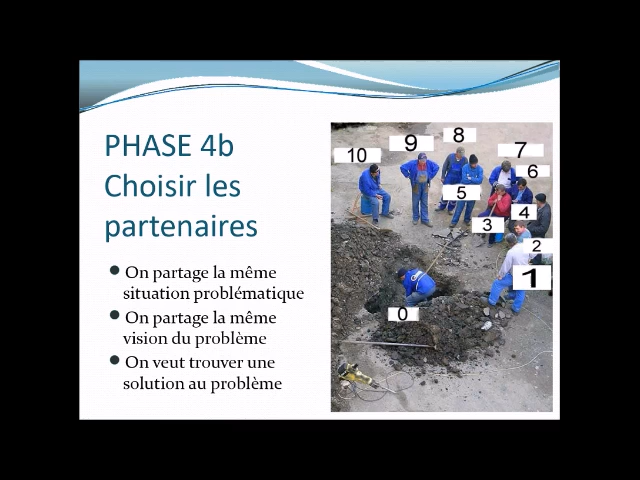 PHASE 4b
Choisir les
partenaires
On partage la même
situation problématique
On partage la même
vision du problème
On veut trouver une
solution au problème
10
9
8
7
6
5
4
3
2
1
0